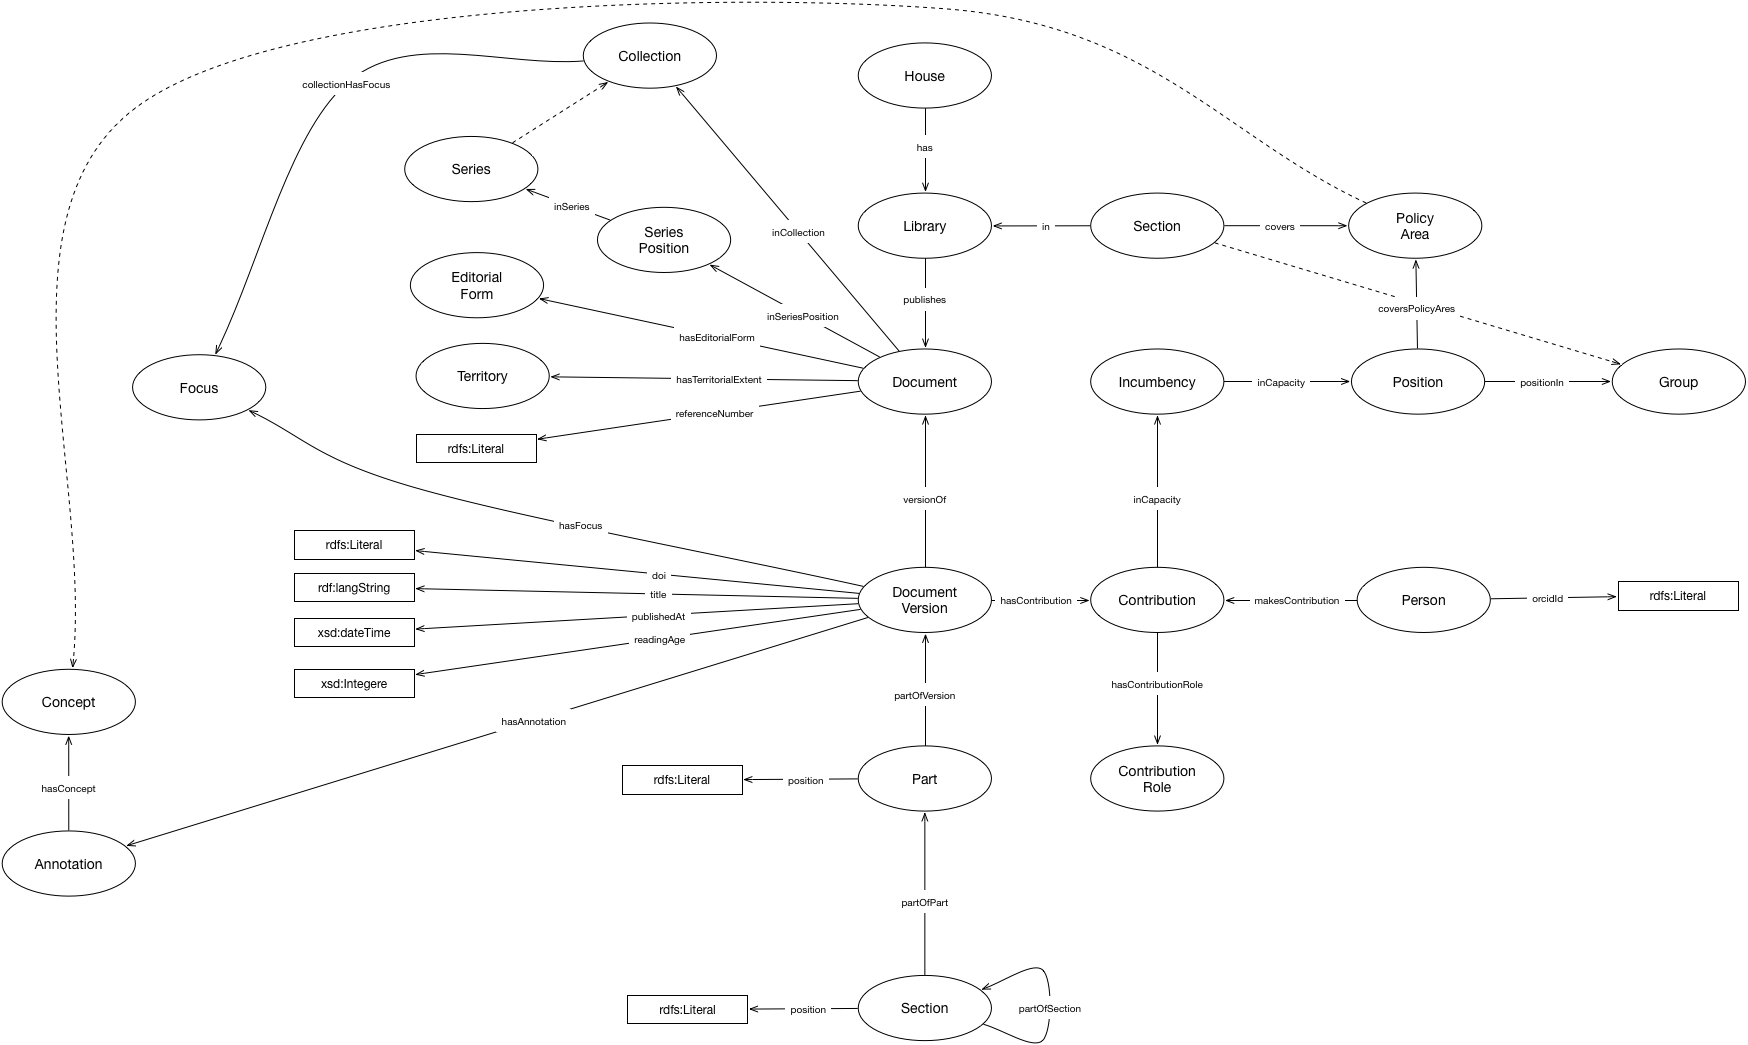 Collection
House
collectionHasFocus
has
Series
inSeries
Series
Position
inCollection
Library
in
Section
covers
Policy
Area
Editorial
Form
publishes
inSeriesPosition
coversPolicyAres
hasEditorialForm
Focus
Territory
hasTerritorialExtent
Document
Incumbency
inCapacity
Position
positionIn
Group
referenceNumber
rdfs:Literal
versionOf
inCapacity
hasFocus
rdfs:Literal
doi
rdf:langString
title
Document
Version
hasContribution
Contribution
makesContribution
Person
orcidId
rdfs:Literal
publishedAt
xsd:dateTime
readingAge
xsd:Integere
Concept
hasAnnotation
partOfVersion
hasContributionRole
hasConcept
rdfs:Literal
position
Part
Contribution
Role
Annotation
partOfPart
rdfs:Literal
position
Section
partOfSection